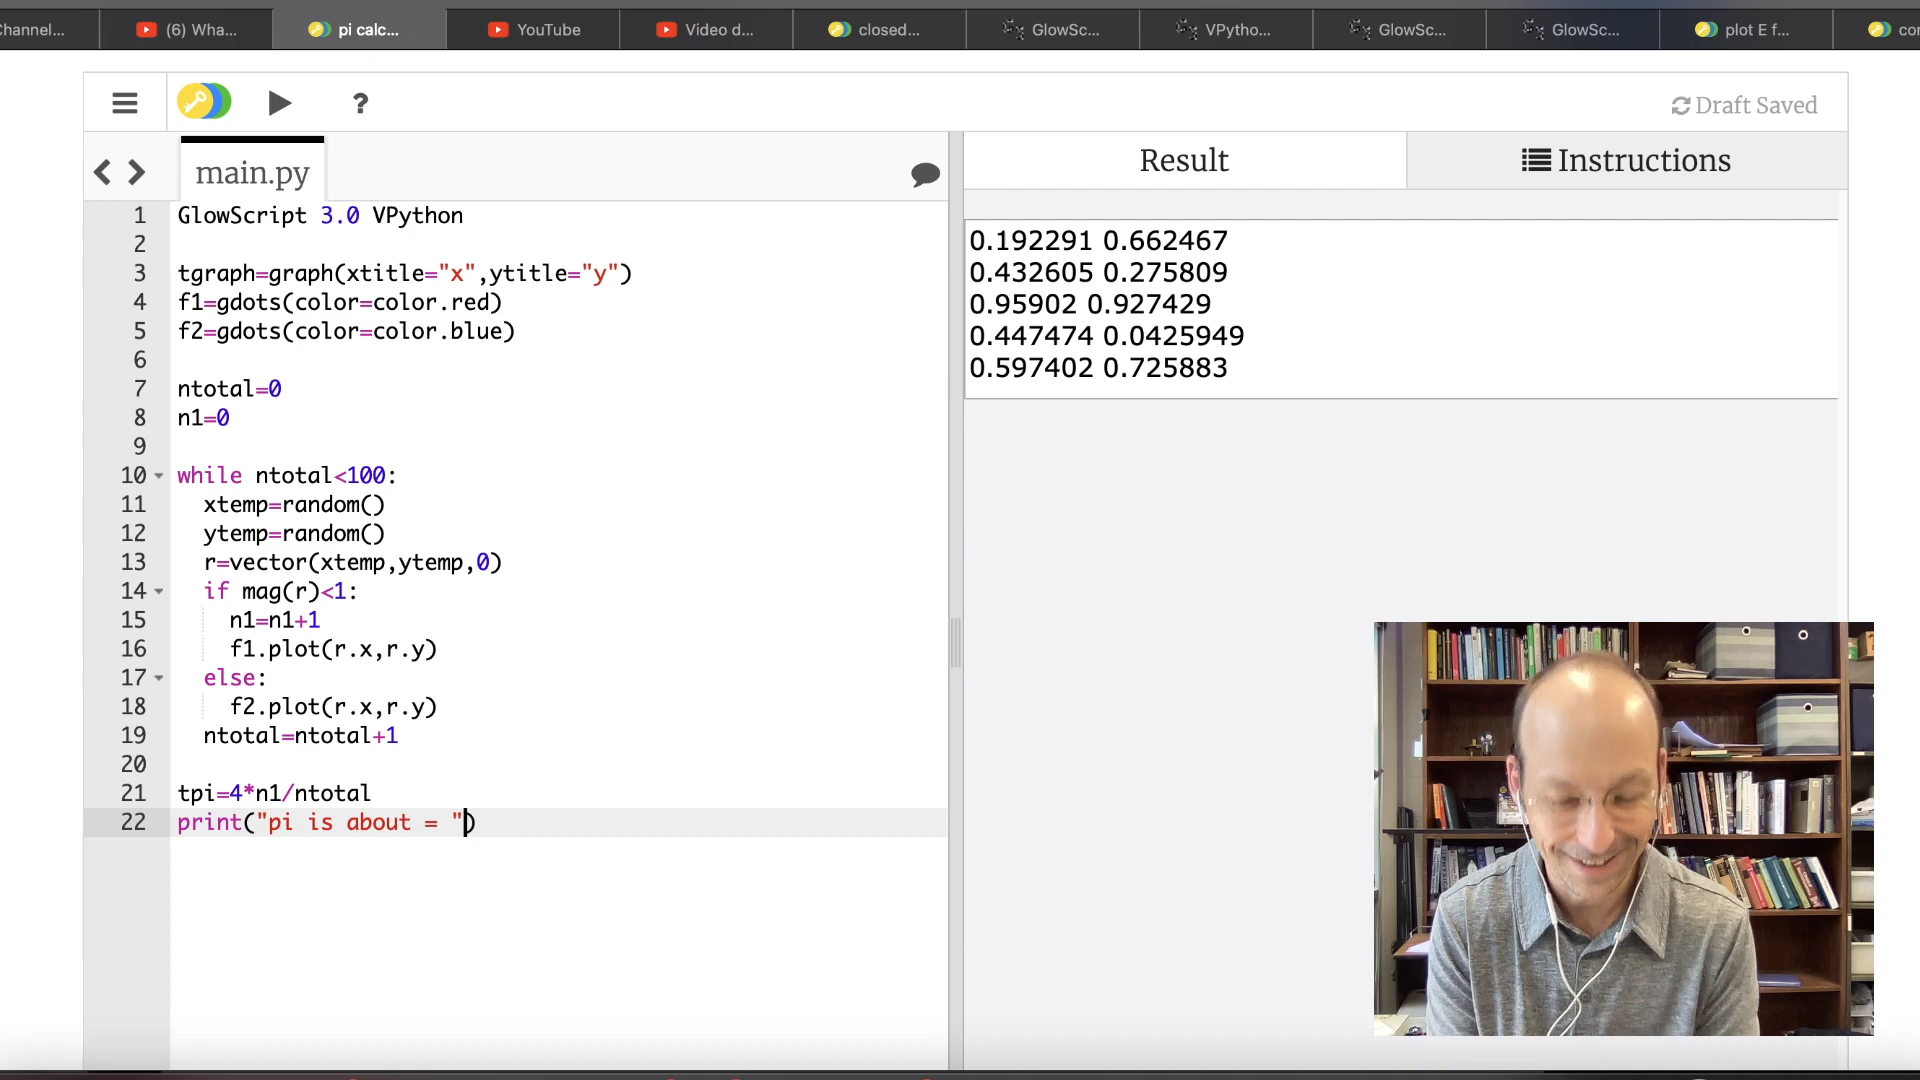 hannel...
(6) Wha...
pi calc...
YouTube
Video d...
closed...
GlowSc...
VPytho...
GlowSc...
GlowSc...
plot E f...
con
?
Draft Saved
main.py
Result
Instructions
1 GlowScript 3.0 VPython
2
3 tgraph=graph(xtitle="x",ytitle="y")
4 f1=gdots(color=color.red)
5 f2=gdots(color=color.blue)
6
7 ntotal=0
8 n1=0
9
10 while ntotal<100:
11 xtemp=random()
12 ytemp=random()
13 r=vector(xtemp,ytemp,0)
14 if mag(r)<1:
15 n1=n1+1
16 f1.plot(r.x,r.y)
17 else:
18 f2.plot(r.x,r.y)
19 ntotal=ntotal+1
20
21 tpi=4*n1/ntotal
22 print("pi is about = ")
0.192291 0.662467
0.432605 0.275809
0.95902 0.927429
0.447474 0.0425949
0.597402 0.725883